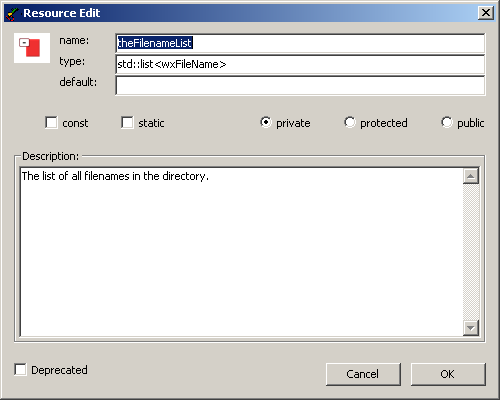 Resource Edit
name: theFilenameList
type: std::list<wxFileName>
default:
const static private protected public
Description:
The list of all filenames in the directory.
Deprecated Cancel OK